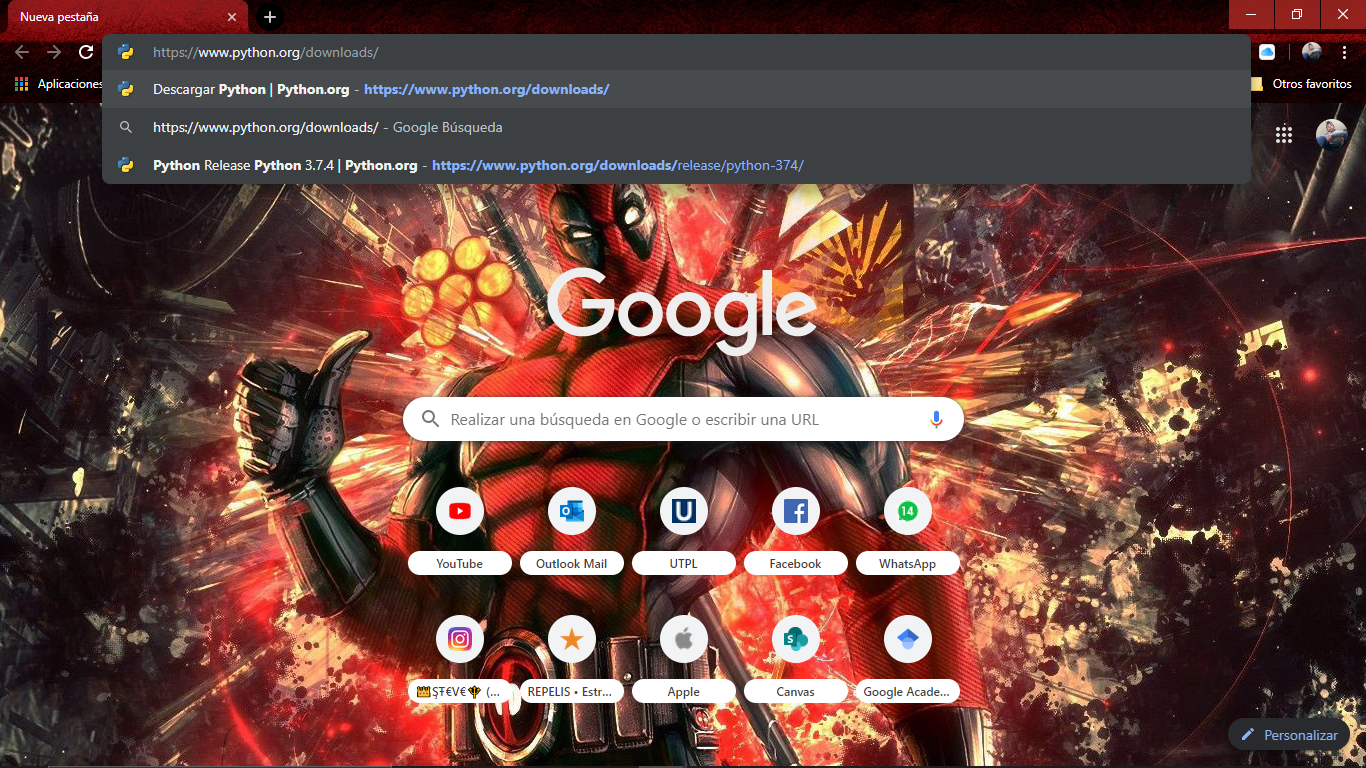 Nueva pestaña
https://www.python.org/downloads/
Aplicaciones
Descargar Python | Python.org - https://www.python.org/downloads/
Otros favoritos
https://www.python.org/downloads/ - Google Búsqueda
Python Release Python 3.7.4 | Python.org - https://www.python.org/downloads/release/python-374/
Google
Realizar una búsqueda en Google o escribir una URL
14
YouTube
Outlook Mail
UTPL
Facebook
WhatsApp
ŞŦ€V€ (...
REPELIS • Estr...
Apple
Canvas
Google Acade...
Personalizar